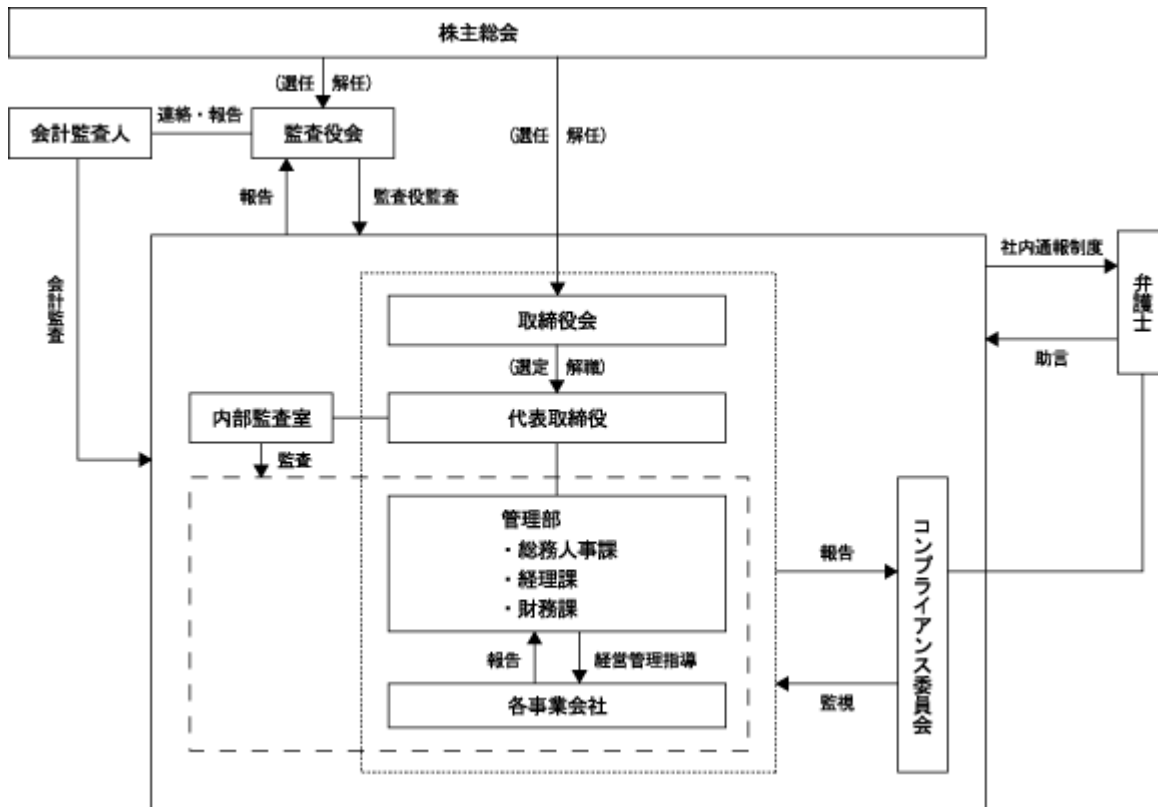 株主総会
(選任 解任)
会計監査人
連絡・報告
監査役会
(選任 解任)
報告
監査役監査
社内通報制度
弁護士
助言
会計監査
取締役会
(選定 解職)
内部監査室
代表取締役
監査
管理部
・総務人事課
・経理課
・財務課
報告
コンプライアンス委員会
報告
経営管理指導
監視
各事業会社